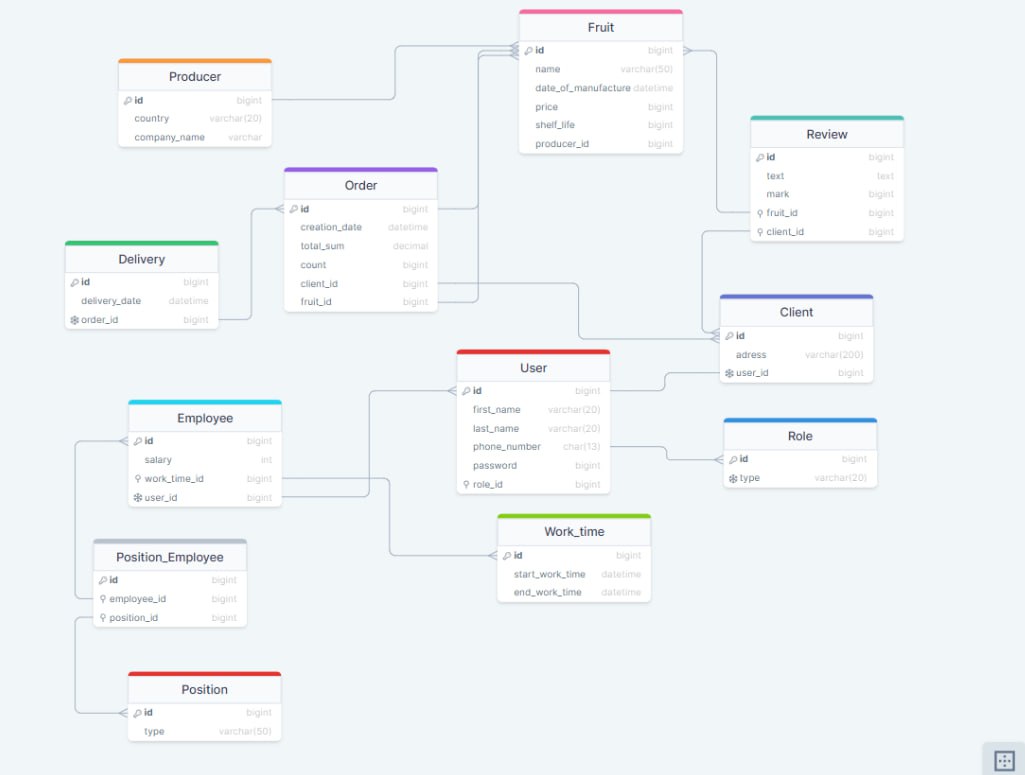 Fruit
id bigint
name varchar(50)
date_of_manufacture datetime
price bigint
shelf_life bigint
producer_id bigint
Producer
id bigint
country varchar(20)
company_name varchar
Review
id bigint
text text
mark bigint
fruit_id bigint
client_id bigint
Order
id bigint
creation_date datetime
total_sum decimal
count bigint
client_id bigint
fruit_id bigint
Delivery
id bigint
delivery_date datetime
order_id bigint
Client
id bigint
adress varchar(200)
user_id bigint
User
id bigint
first_name varchar(20)
last_name varchar(20)
phone_number char(13)
password bigint
role_id bigint
Employee
id bigint
salary int
work_time_id bigint
user_id bigint
Role
id bigint
type varchar(20)
Work_time
id bigint
start_work_time datetime
end_work_time datetime
Position_Employee
id bigint
employee_id bigint
position_id bigint
Position
id bigint
type varchar(50)